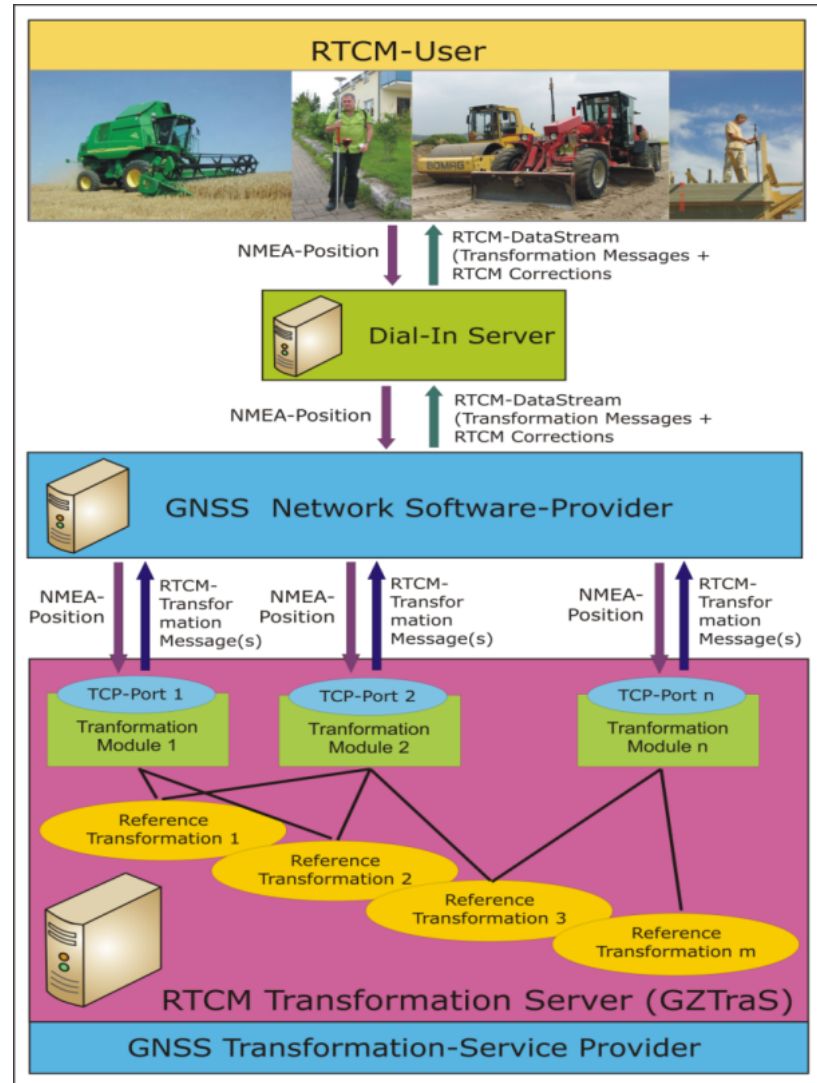 RTCM-User
BOMAG
NMEA-Position
RTCM-DataStream
(Transformation Messages +
RTCM Corrections
Dial-In Server
NMEA-Position
RTCM-DataStream
(Transformation Messages +
RTCM Corrections
GNSS Network Software-Provider
NMEA-
Position
RTCM-
Transfor
mation
Message(s)
NMEA-
Position
RTCM-
Transfor
mation
Message(s)
NMEA-
Position
RTCM-
Transfor
mation
Message(s)
TCP-Port 1
Tranformation
Module 1
TCP-Port 2
Tranformation
Module 2
TCP-Port n
Tranformation
Module n
Reference
Transformation 1
Reference
Transformation 2
Reference
Transformation 3
Reference
Transformation m
RTCM Transformation Server (GZTraS)
GNSS Transformation-Service Provider